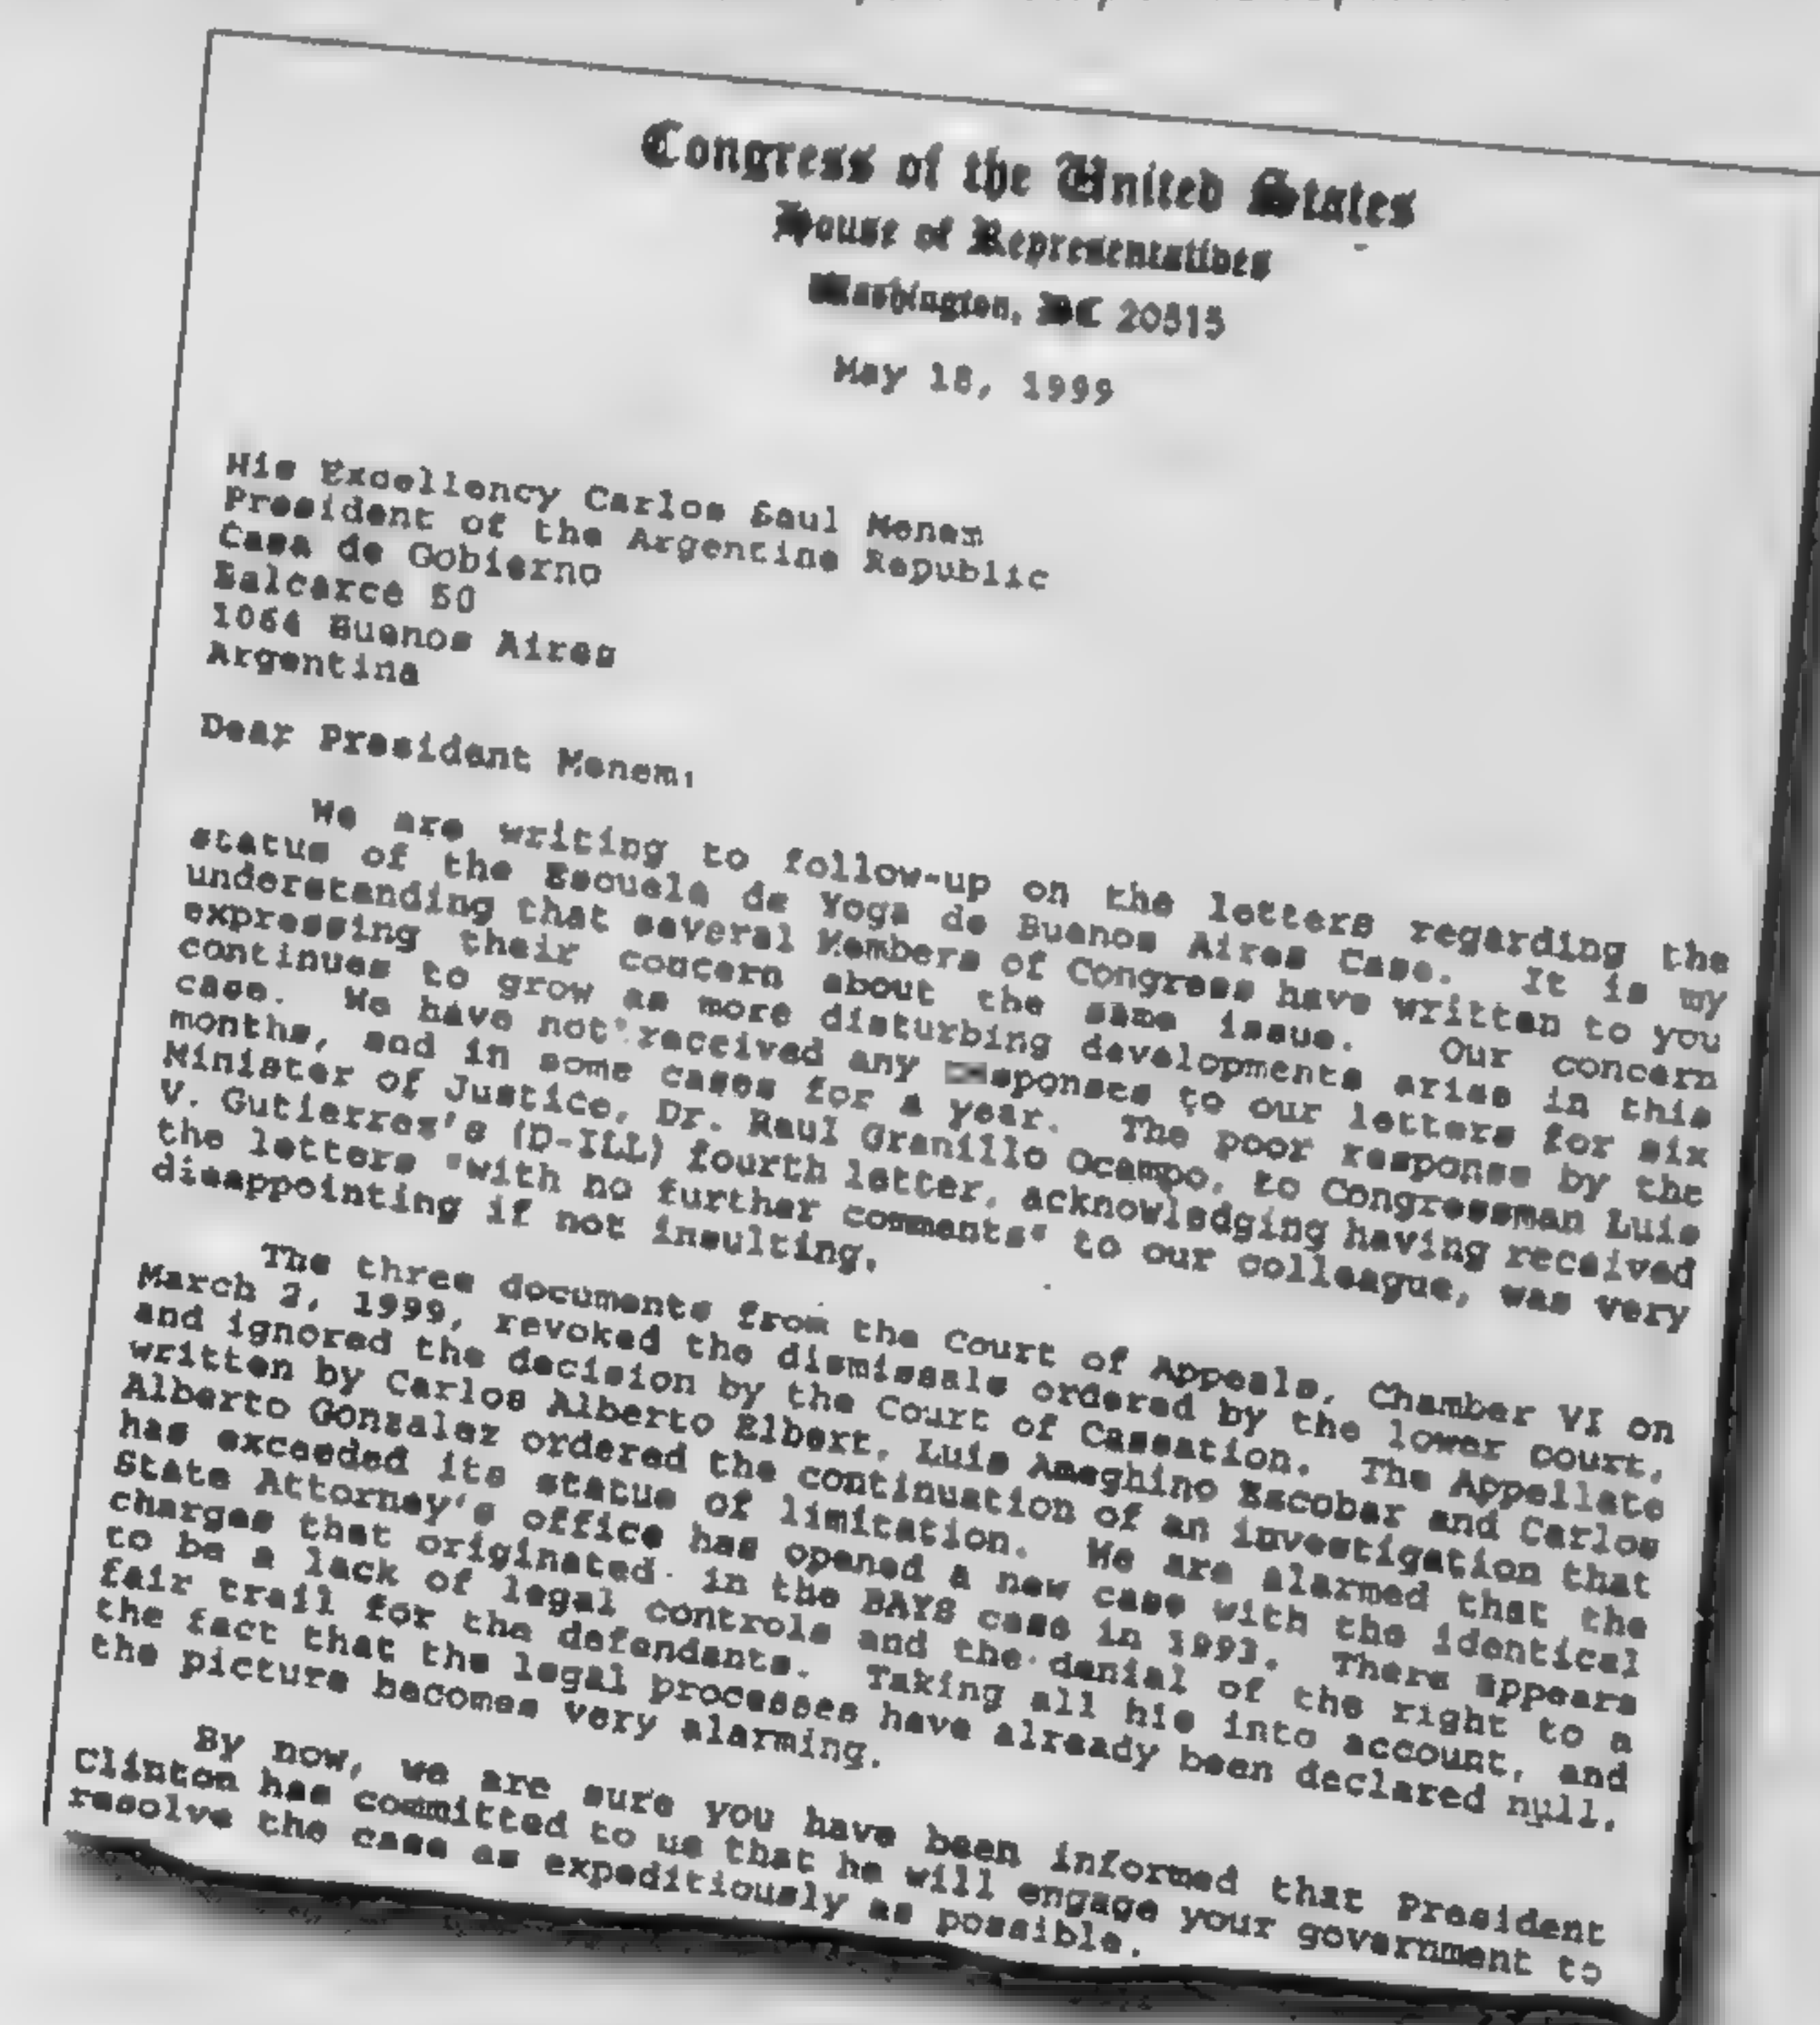 Congress of the United States
House of Representatives
Washington, DC 20515
May 18, 1999
His Excellency Carlos Saul Menem
President of the Argentine Republic
Casa de Gobierno
Balcarce 50
1064 Buenos Aires
Argentina
Dear President Menem:
We are writing to follow-up on the letters regarding the
status of the Escuela de Yoga de Buenos Aires Case. It is my
understanding that several Members of Congress have written to you
expressing their concern about the same issue. Our concern
continues to grow as more disturbing developments arise in this
case. We have not received any responses to our letters for six
months, and in some cases for a year. The poor response by the
Minister of Justice, Dr. Raul Granillo Ocampo, to Congressman Luis
V. Gutierrez's (D-ILL) fourth letter, acknowledging having received
the letters "with no further comments" to our colleague, was very
disappointing if not insulting.
The three documents from the Court of Appeals, Chamber VI on
March 2, 1999, revoked the dismissals ordered by the lower court,
and ignored the decision by the Court of Cassation. The Appellate
written by Carlos Alberto Elbert, Luis Ameghino Escobar and Carlos
Alberto Gonzalez ordered the continuation of an investigation that
has exceeded its status of limitation. We are alarmed that the
State Attorney's office has opened a new case with the identical
charges that originated in the BAYS case in 1993. There appears
to be a lack of legal controls and the denial of the right to a
fair trail for the defendants. Taking all his into account, and
the fact that the legal processes have already been declared null,
the picture becomes very alarming.
By now, we are sure you have been informed that President
Clinton has committed to us that he will engage your government to
resolve the case as expeditiously as possible.